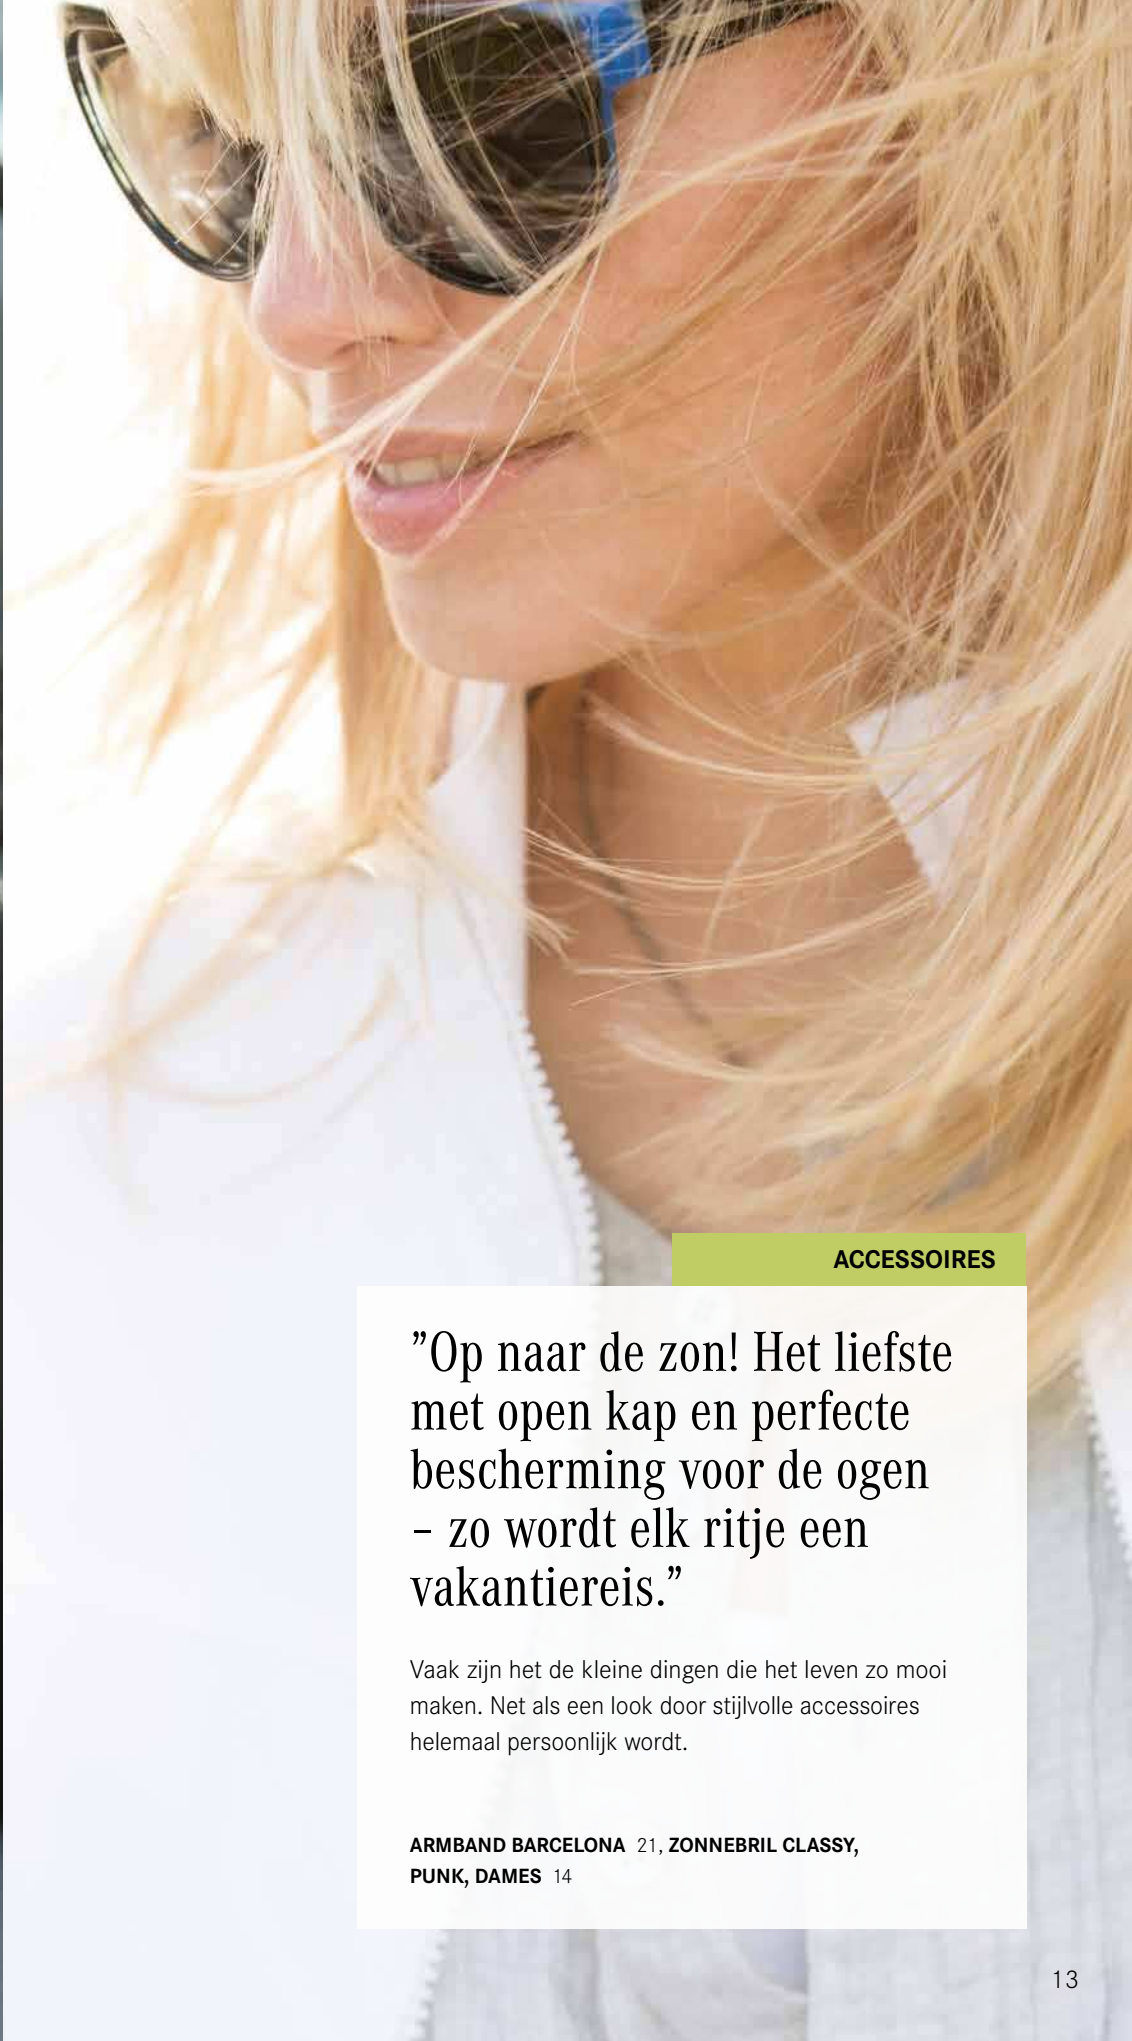 ACCESSOIRES
”Op naar de zon! Het liefste
met open kap en perfecte
bescherming voor de ogen
– zo wordt elk ritje een
vakantiereis.”
Vaak zijn het de kleine dingen die het leven zo mooi
maken. Net als een look door stijlvolle accessoires
helemaal persoonlijk wordt.
ARMBAND BARCELONA 21, ZONNEBRIL CLASSY,
PUNK, DAMES 14
13